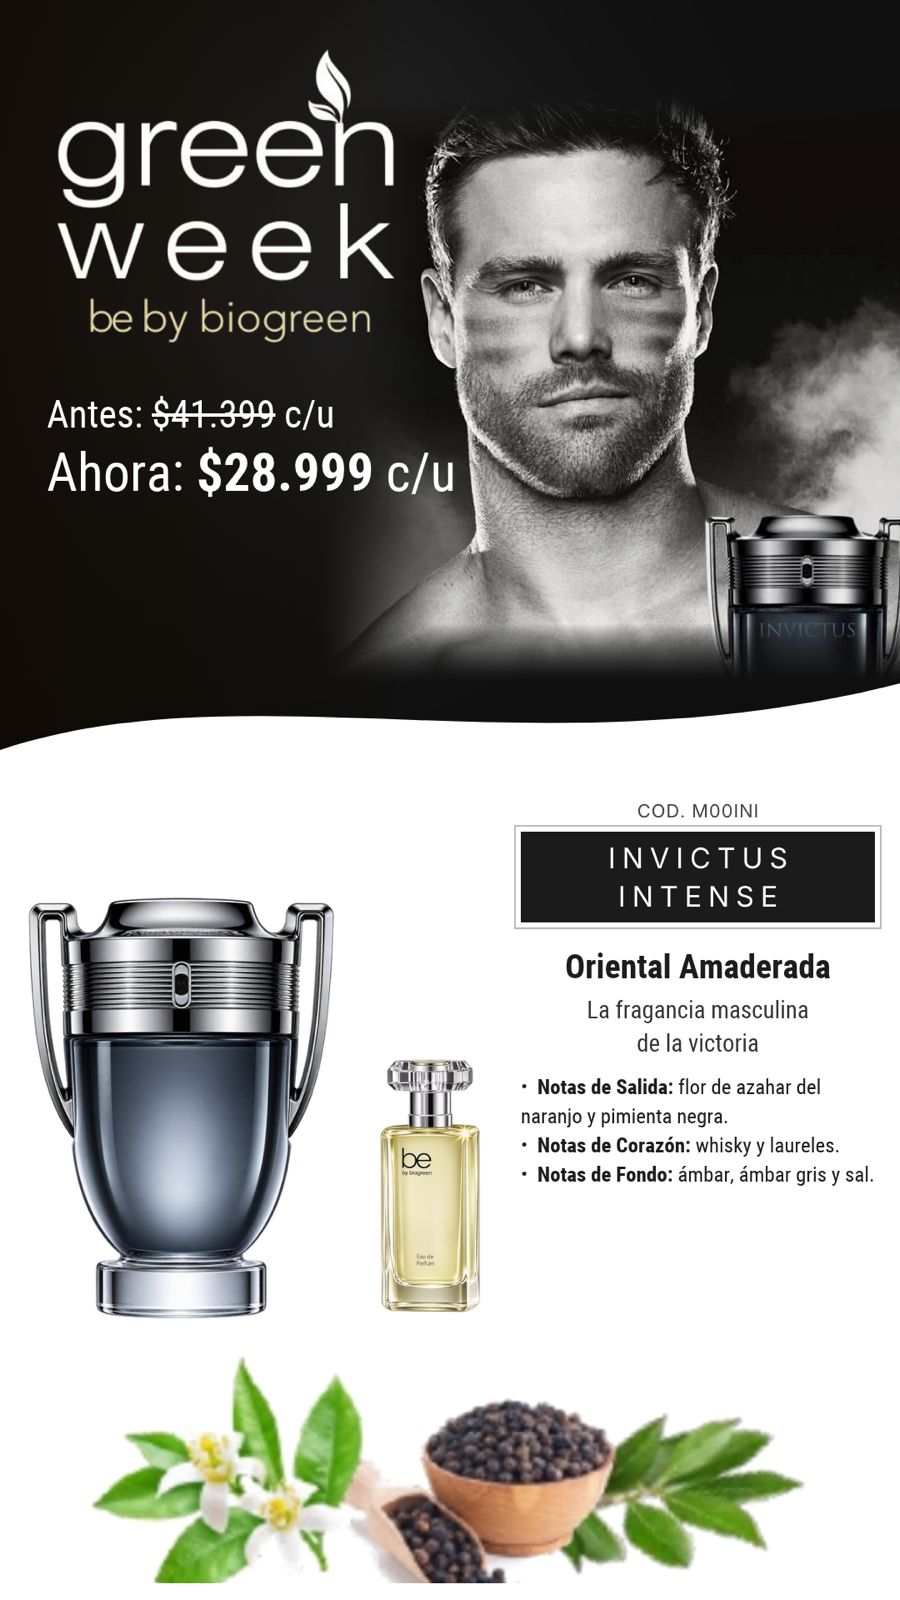 green
week
be by biogreen
Antes: $41.399 c/u
Ahora: $28.999 c/u
INVICTUS
COD. M00INI
INVICTUS
INTENSE
Oriental Amaderada
La fragancia masculina
de la victoria
• Notas de Salida: flor de azahar del
naranjo y pimienta negra.
• Notas de Corazón: whisky y laureles.
• Notas de Fondo: ámbar, ámbar gris y sal.
be
by biogreen
Eau de
Parfum